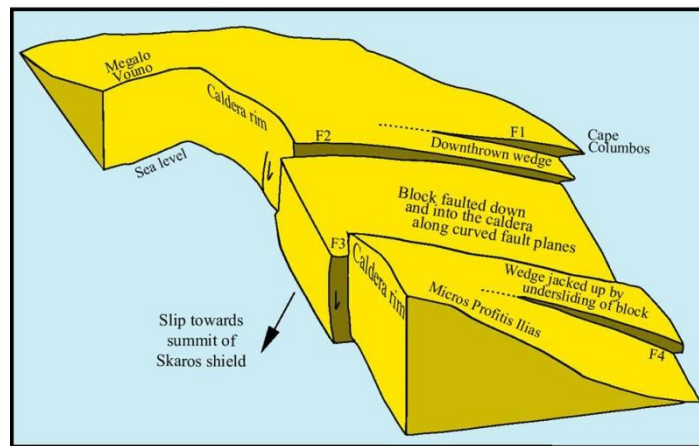 Megalo
Vouno
Caldera rim
Sea level
F1
Cape
Columbos
F2
Downthrown wedge
Block faulted down
and into the caldera
along curved fault planes
F3
Caldera rim
Wedge jacked up by
undersliding of block
Micros Profitis Ilias
F4
Slip towards
summit of
Skaros shield